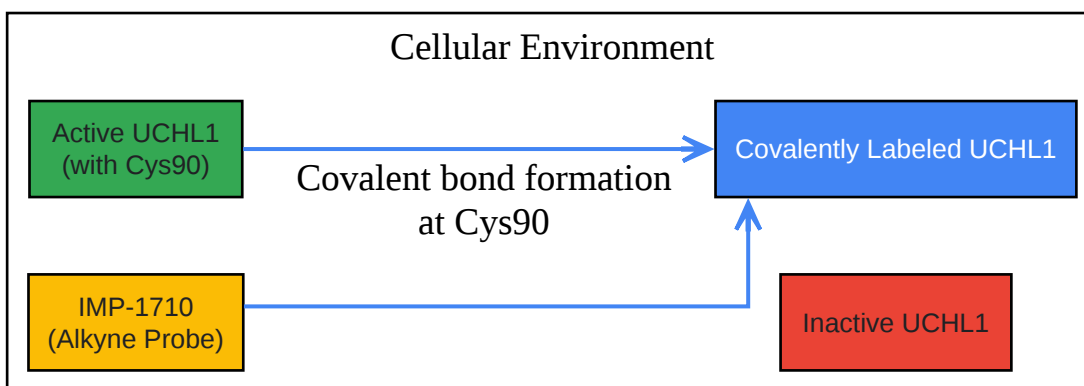 Cellular Environment
Active UCHL1
(with Cys90)
Covalently Labeled UCHL1
Covalent bond formation
at Cys90
IMP-1710
(Alkyne Probe)
Inactive UCHL1